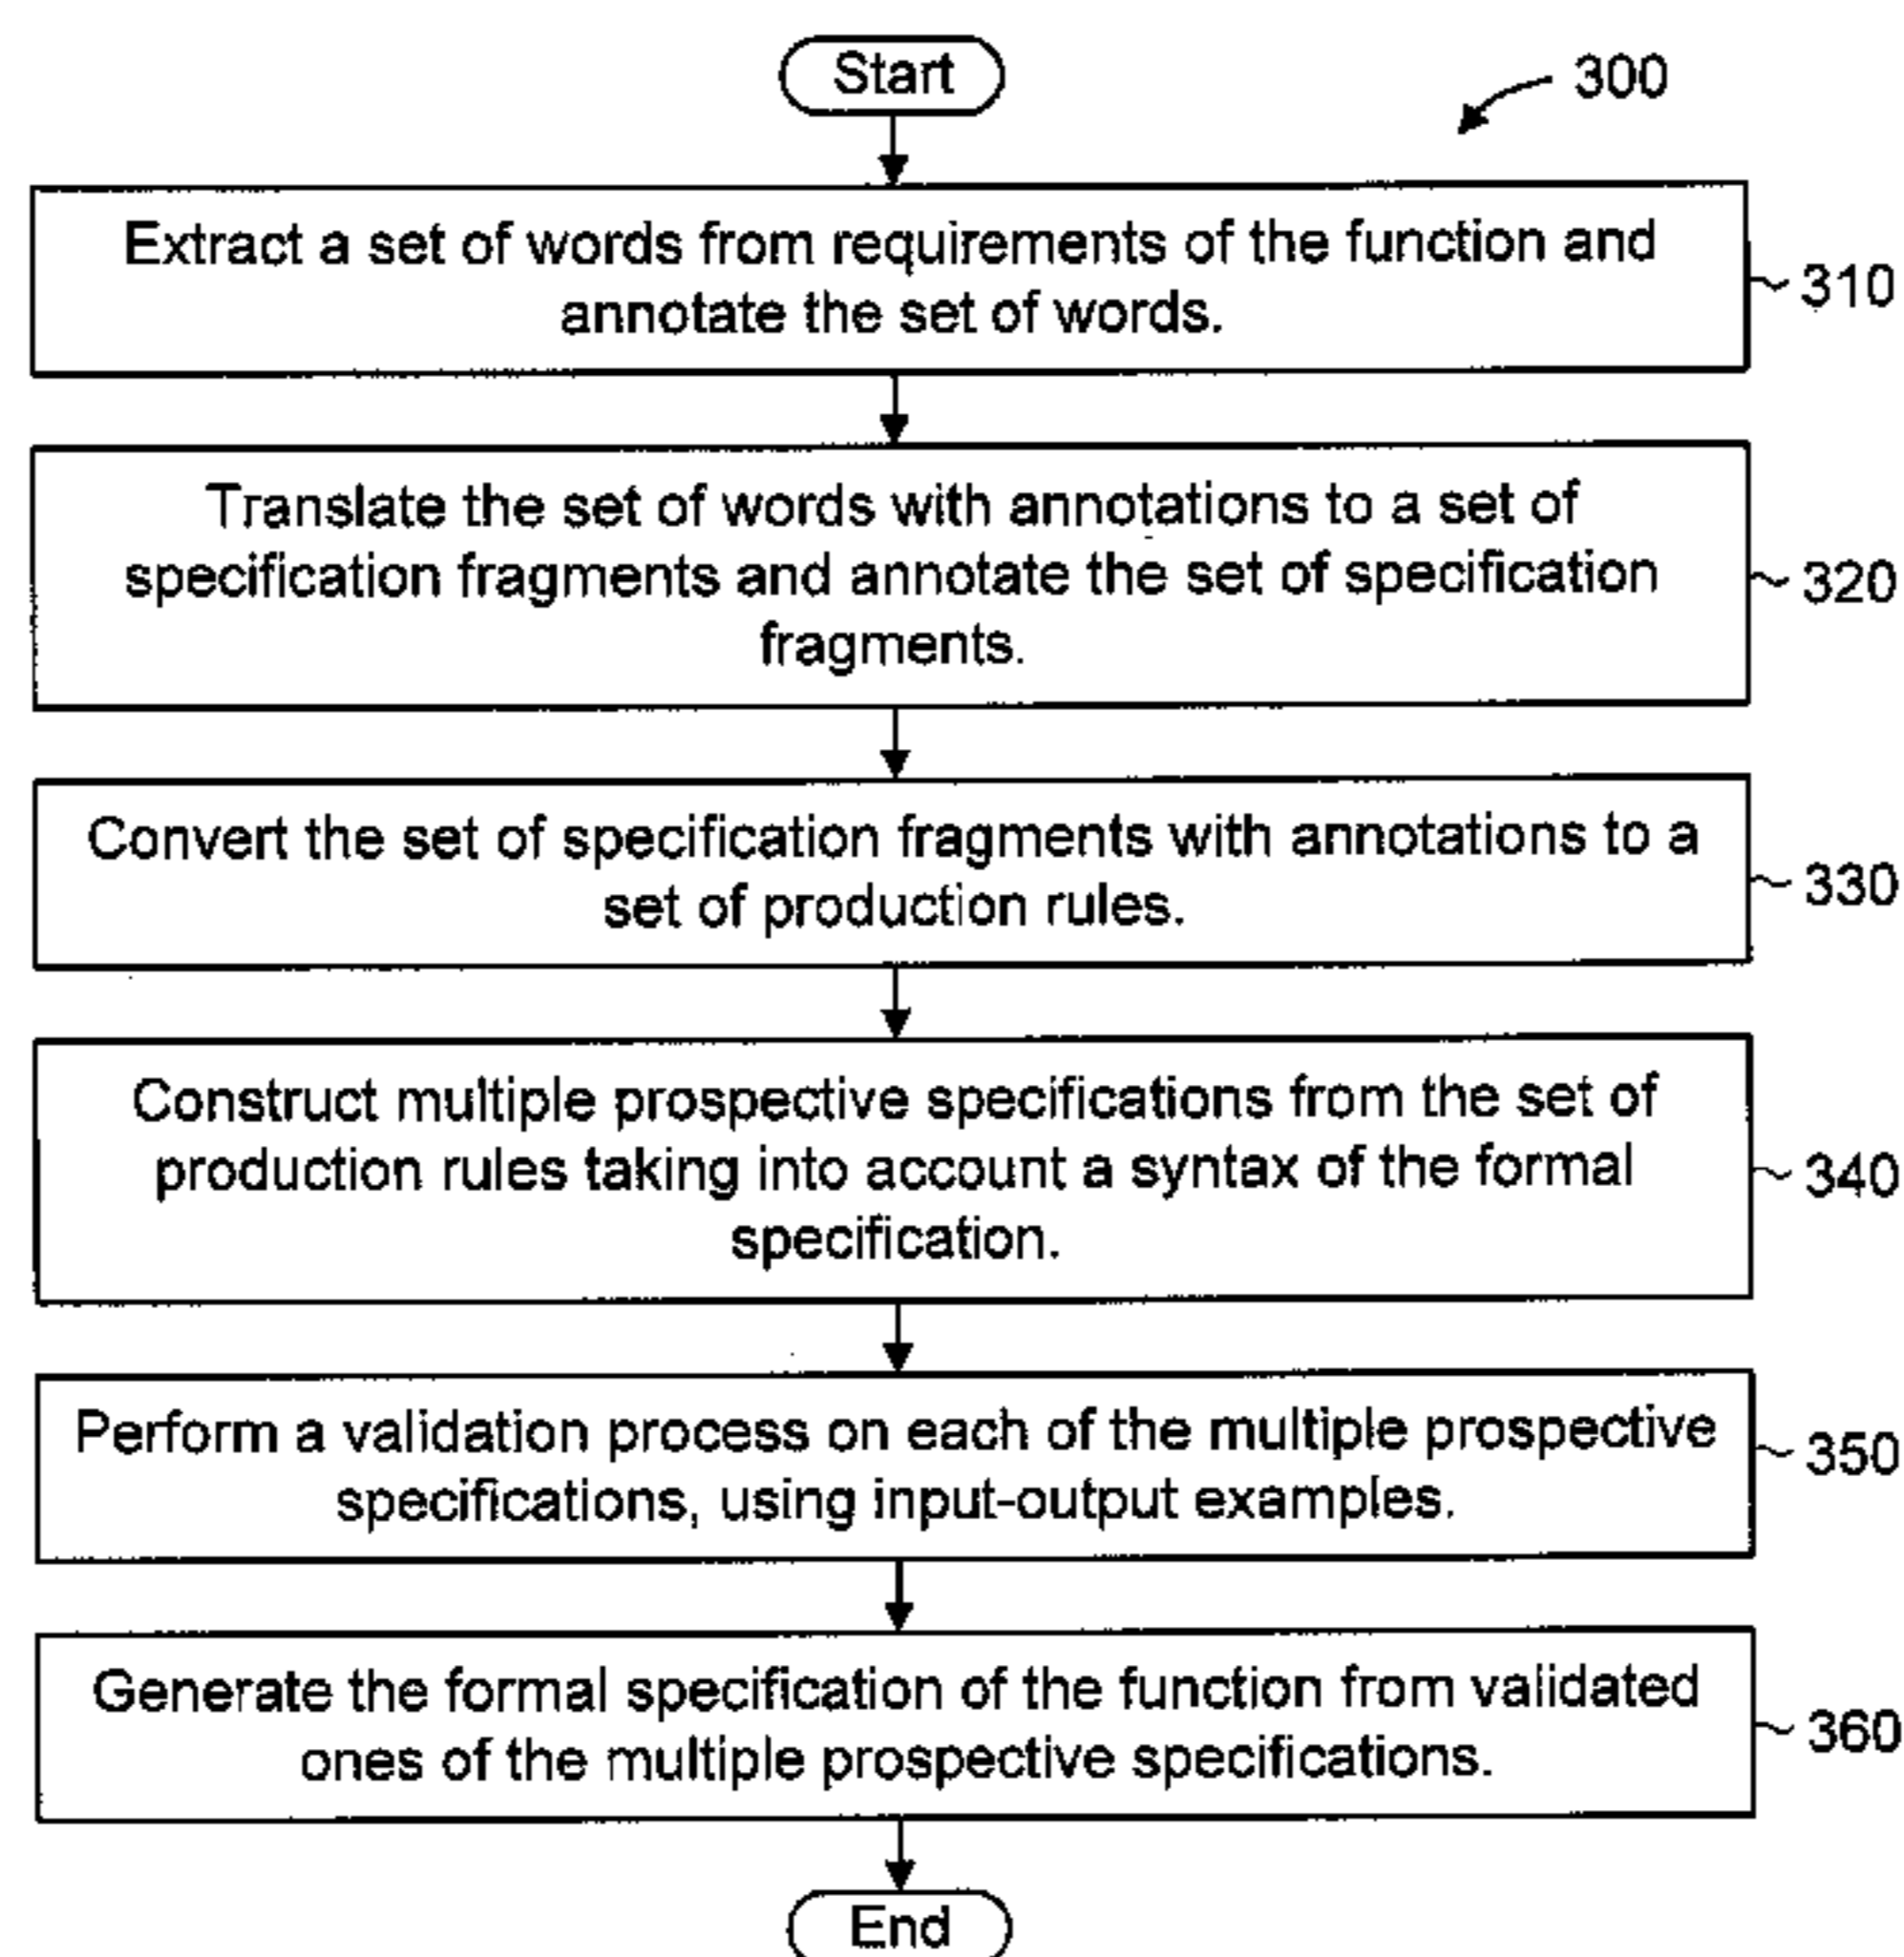 Start
300
Extract a set of words from requirements of the function and
annotate the set of words.
310
Translate the set of words with annotations to a set of
specification fragments and annotate the set of specification
fragments.
320
Convert the set of specification fragments with annotations to a
set of production rules.
330
Construct multiple prospective specifications from the set of
production rules taking into account a syntax of the formal
specification.
340
Perform a validation process on each of the multiple prospective
specifications, using input-output examples.
350
Generate the formal specification of the function from validated
ones of the multiple prospective specifications.
360
End